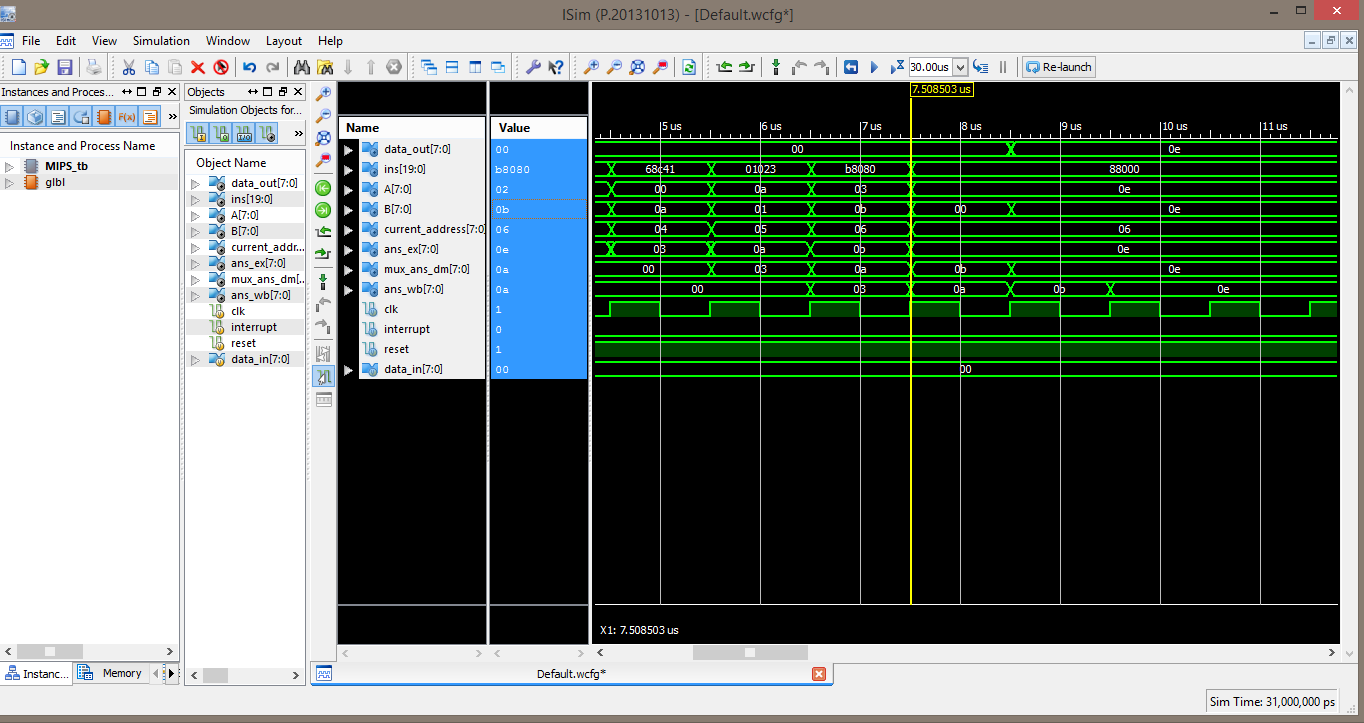 ISim (P.20131013) - [Default.wcfg*]
File Edit View Simulation Window Layout Help
30.00us Re-launch
Instances and Proces...
Instance and Process Name
MIPS_tb
glbl
Instanc... Memory
Objects
Simulation Objects for...
Object Name
data_out[7:0]
ins[19:0]
A[7:0]
B[7:0]
current_addr...
ans_ex[7:0]
mux_ans_dm[...
ans_wb[7:0]
clk
interrupt
reset
data_in[7:0]
7.508503 us
Name Value 5 us 6 us 7 us 8 us 9 us 10 us 11 us
data_out[7:0] 00 00 0e
ins[19:0] b8080 68c41 01023 b8080 88000
A[7:0] 02 00 0a 03 0e
B[7:0] 0b 0a 01 0b 00 0e
current_address[7:0] 06 04 05 06 06
ans_ex[7:0] 0e 03 0a 0b 0e
mux_ans_dm[7:0] 0a 00 03 0a 0b 0e
ans_wb[7:0] 0a 00 03 0a 0b 0e
clk 1
interrupt 0
reset 1
data_in[7:0] 00 00
X1: 7.508503 us
Default.wcfg*
Sim Time: 31,000,000 ps